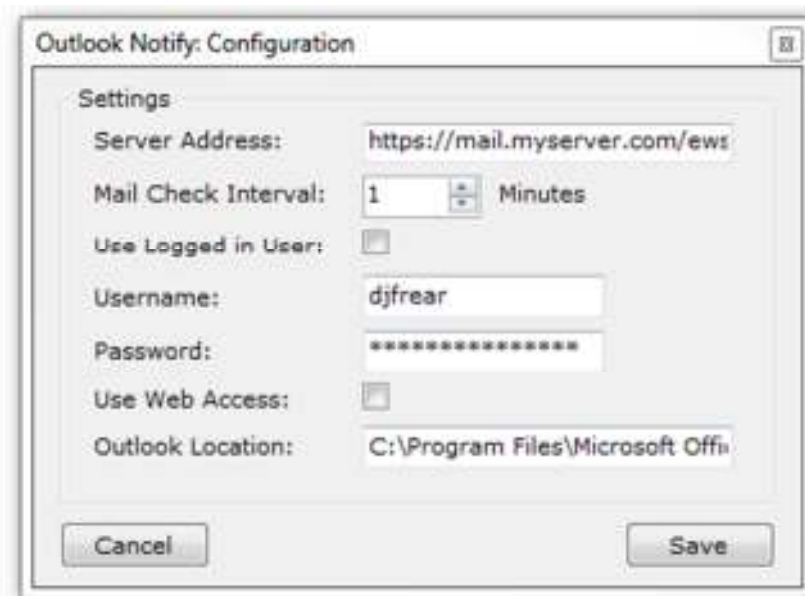 Outlook Notify: Configuration
Settings
Server Address: https://mail.myserver.com/ews
Mail Check Interval: 1 Minutes
Use Logged in User:
Username: djfrear
Password: ***************
Use Web Access:
Outlook Location: C:\Program Files\Microsoft Offi
Cancel Save